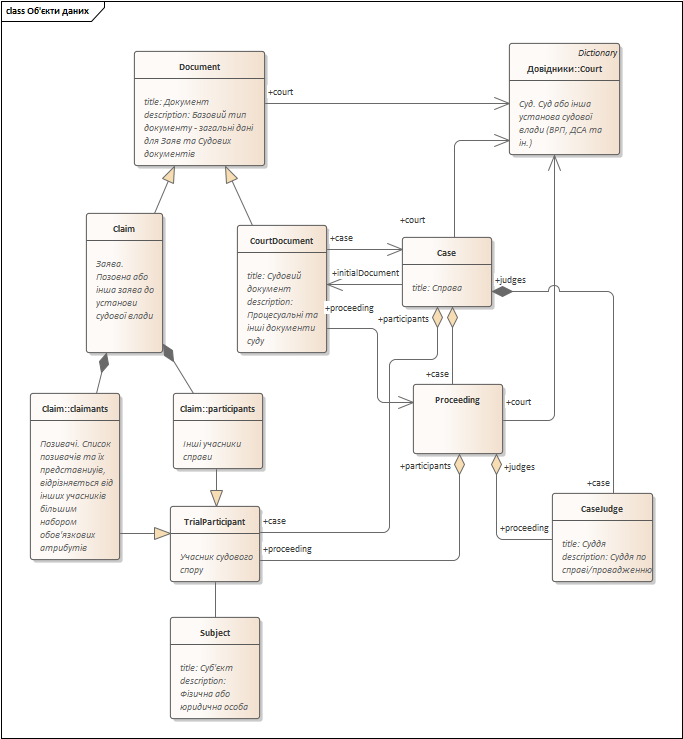 class Об'єкти даних
Document
title: Документ
description: Базовий тип
документу - загальні дані
для Заяв та Судових
документів
+court
Dictionary
Довідники::Court
Суд. Суд або інша
установа судової
влади (ВРП, ДСА та
ін.)
Claim
Заява.
Позовна або
інша заява до
установи
судової влади
CourtDocument
title: Судовий
документ
description:
Процесуальні та
інші документи
суду
+case
+initialDocument
+proceeding
+court
Case
title: Справа
+judges
+participants
+case
Claim::claimants
Позивачі. Список
позивачів та їх
представниуів,
відрізняється від
інших учасників
більшим
набором
обов'язкових
атрибутів
Claim::participants
Інші учасники
справи
Proceeding
+court
+participants
+judges
TrialParticipant
Учасник судового
спору
+case
+proceeding
+case
+proceeding
CaseJudge
title: Суддя
description: Суддя по
справі/провадженню
Subject
title: Суб'єкт
description:
Фізична або
юридична особа